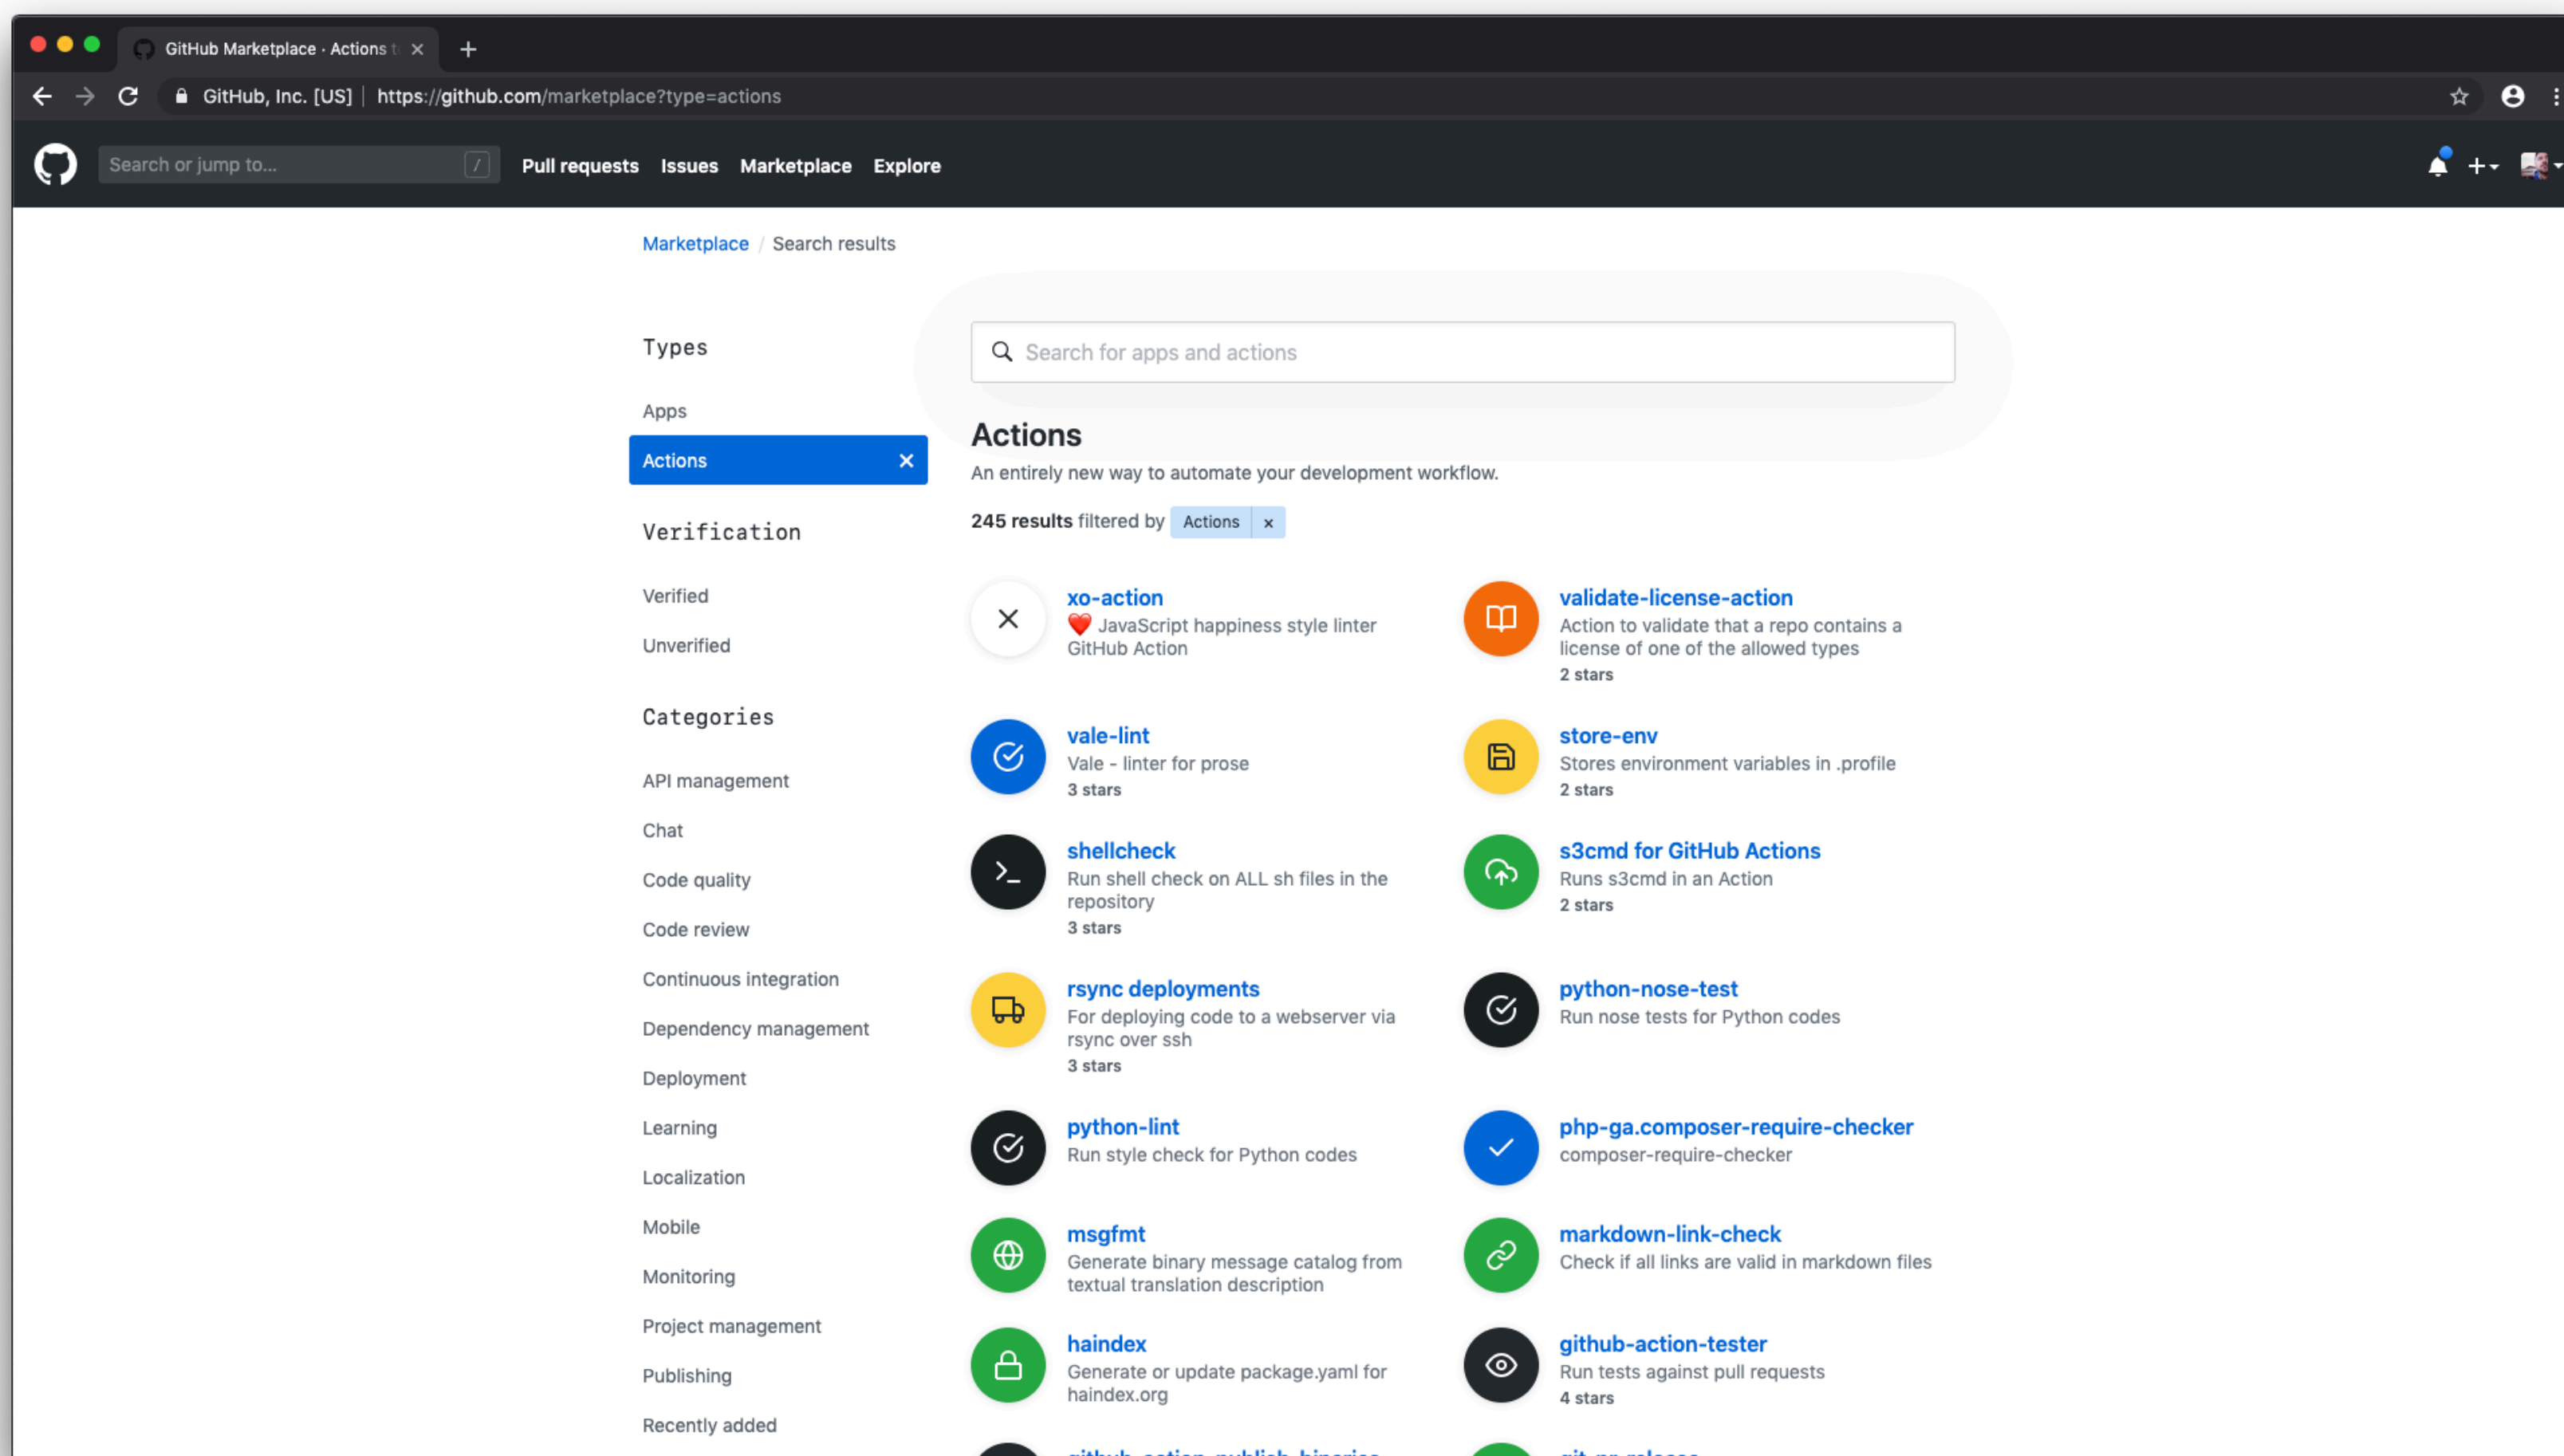 GitHub Marketplace · Actions t
GitHub, Inc. [US] https://github.com/marketplace?type=actions
Search or jump to... /
Pull requests Issues Marketplace Explore
Marketplace / Search results
Types
Apps
Actions
Verification
Verified
Unverified
Categories
API management
Chat
Code quality
Code review
Continuous integration
Dependency management
Deployment
Learning
Localization
Mobile
Monitoring
Project management
Publishing
Recently added
Search for apps and actions
Actions
An entirely new way to automate your development workflow.
245 results filtered by Actions ×
xo-action
❤️ JavaScript happiness style linter
GitHub Action
validate-license-action
Action to validate that a repo contains a
license of one of the allowed types
2 stars
vale-lint
Vale - linter for prose
3 stars
store-env
Stores environment variables in .profile
2 stars
shellcheck
Run shell check on ALL sh files in the
repository
3 stars
s3cmd for GitHub Actions
Runs s3cmd in an Action
2 stars
rsync deployments
For deploying code to a webserver via
rsync over ssh
3 stars
python-nose-test
Run nose tests for Python codes
python-lint
Run style check for Python codes
php-ga.composer-require-checker
composer-require-checker
msgfmt
Generate binary message catalog from
textual translation description
markdown-link-check
Check if all links are valid in markdown files
haindex
Generate or update package.yaml for
haindex.org
github-action-tester
Run tests against pull requests
4 stars